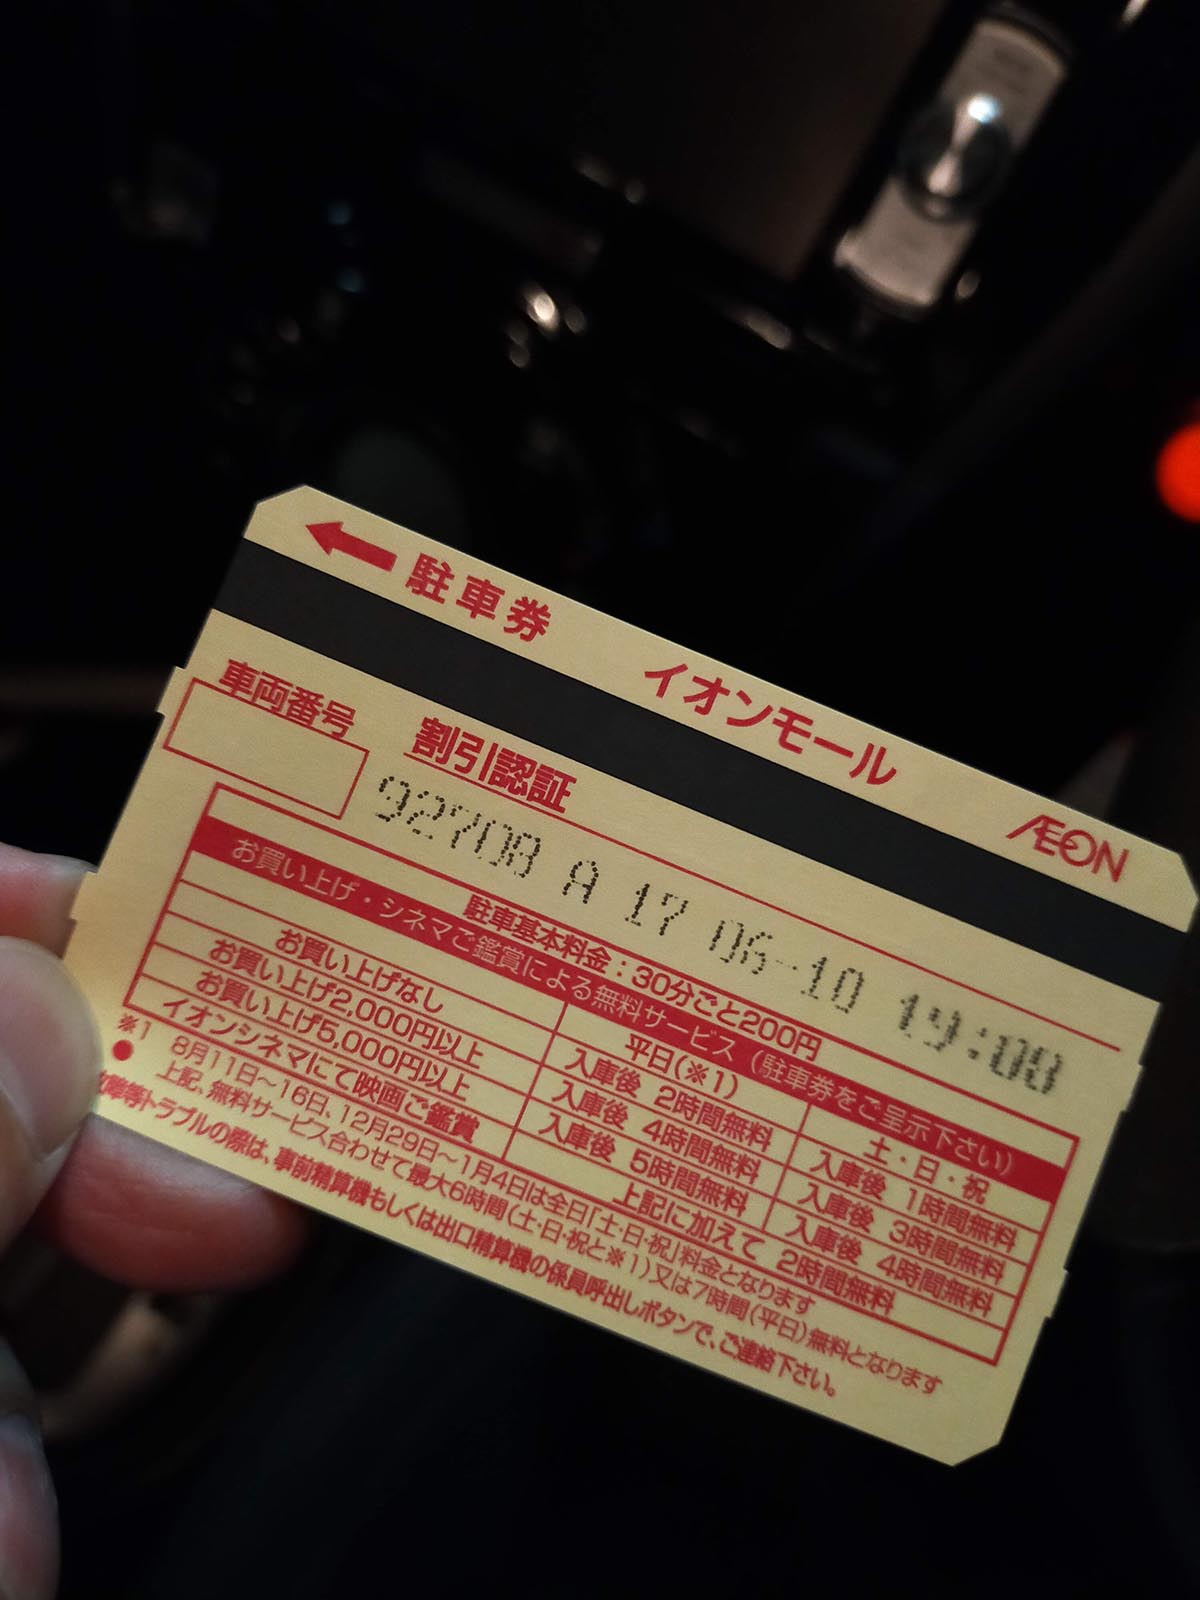 駐車券 イオンモール ÆON
車両番号 割引認証
92708 A 17 06-10 19:08
駐車基本料金：30分ごと200円
お買い上げ・シネマご鑑賞による無料サービス（駐車券をご呈示下さい）
平日(※1) 土・日・祝
お買い上げなし 入庫後 2時間無料 入庫後 1時間無料
お買い上げ2,000円以上 入庫後 4時間無料 入庫後 3時間無料
お買い上げ5,000円以上 入庫後 5時間無料 入庫後 4時間無料
イオンシネマにて映画ご鑑賞 上記に加えて 2時間無料
※1 8月11日〜16日、12月29日〜1月4日は全日「土・日・祝」料金となります
上記、無料サービス合わせて最大6時間(土・日・祝と※1)又は7時間(平日)無料となります
●故障等トラブルの際は、事前精算機もしくは出口精算機の係員呼出しボタンで、ご連絡下さい。